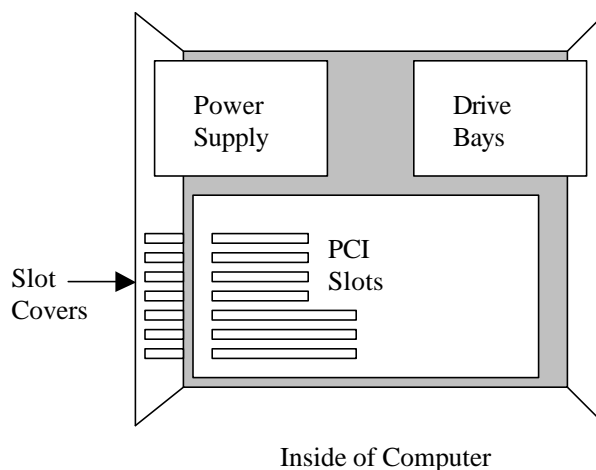 Power
Supply
Drive
Bays
PCI
Slots
Slot
Covers
Inside of Computer